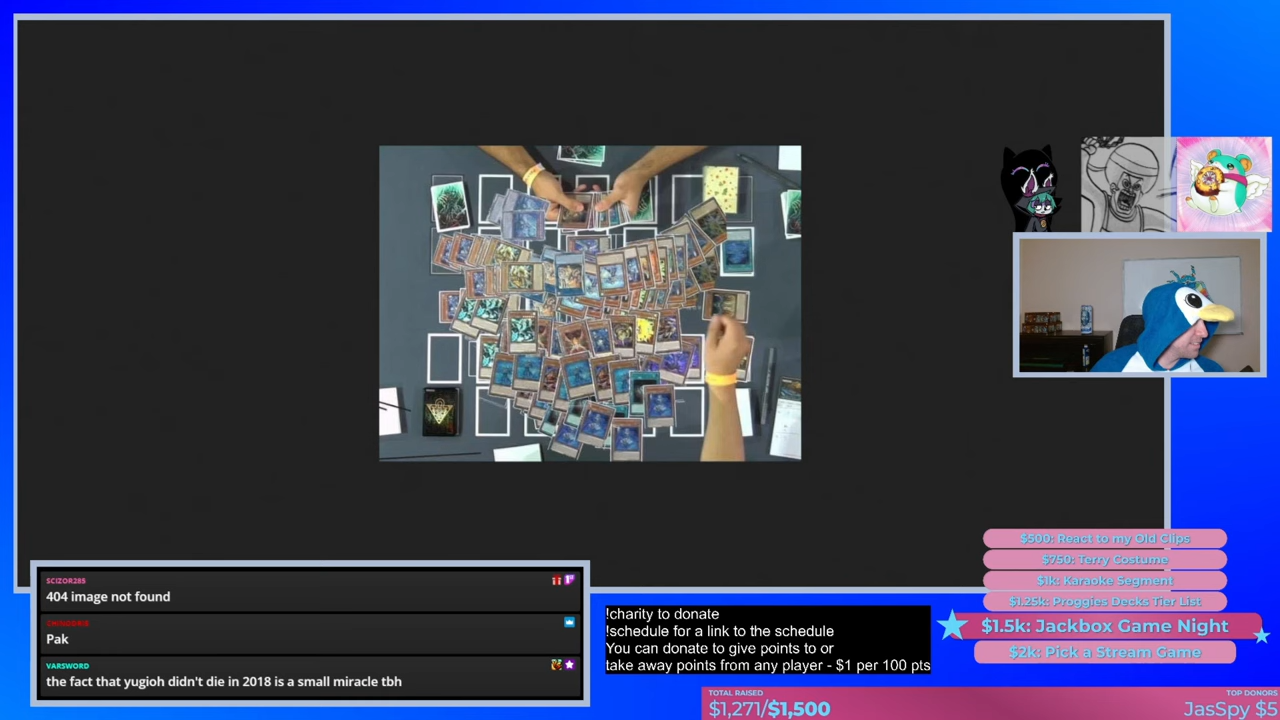 $500: React to my Old Clips
$750: Terry Costume
$1k: Karaoke Segment
$1.25k: Proggies Decks Tier List
$1.5k: Jackbox Game Night
$2k: Pick a Stream Game
SCIZOR285
404 image not found
Pak
VARSWORD
the fact that yugioh didn't die in 2018 is a small miracle tbh
!charity to donate
!schedule for a link to the schedule
You can donate to give points to or
take away points from any player - $1 per 100 pts
TOTAL RAISED
$1,271/$1,500
TOP DONORS
JasSpy $5